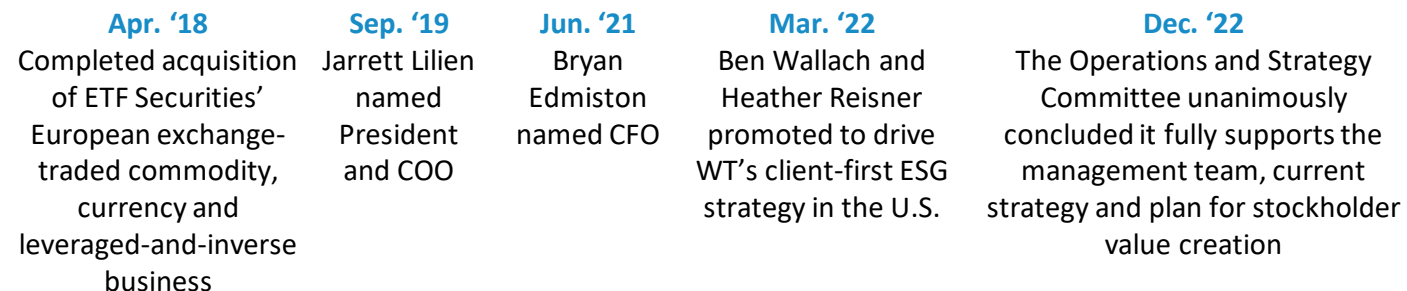 Apr. ‘18
Completed acquisition
of ETF Securities’
European exchange-
traded commodity,
currency and
leveraged-and-inverse
business
Sep. ‘19
Jarrett Lilien
named
President
and COO
Jun. ‘21
Bryan
Edmiston
named CFO
Mar. ‘22
Ben Wallach and
Heather Reisner
promoted to drive
WT’s client-first ESG
strategy in the U.S.
Dec. ‘22
The Operations and Strategy
Committee unanimously
concluded it fully supports the
management team, current
strategy and plan for stockholder
value creation